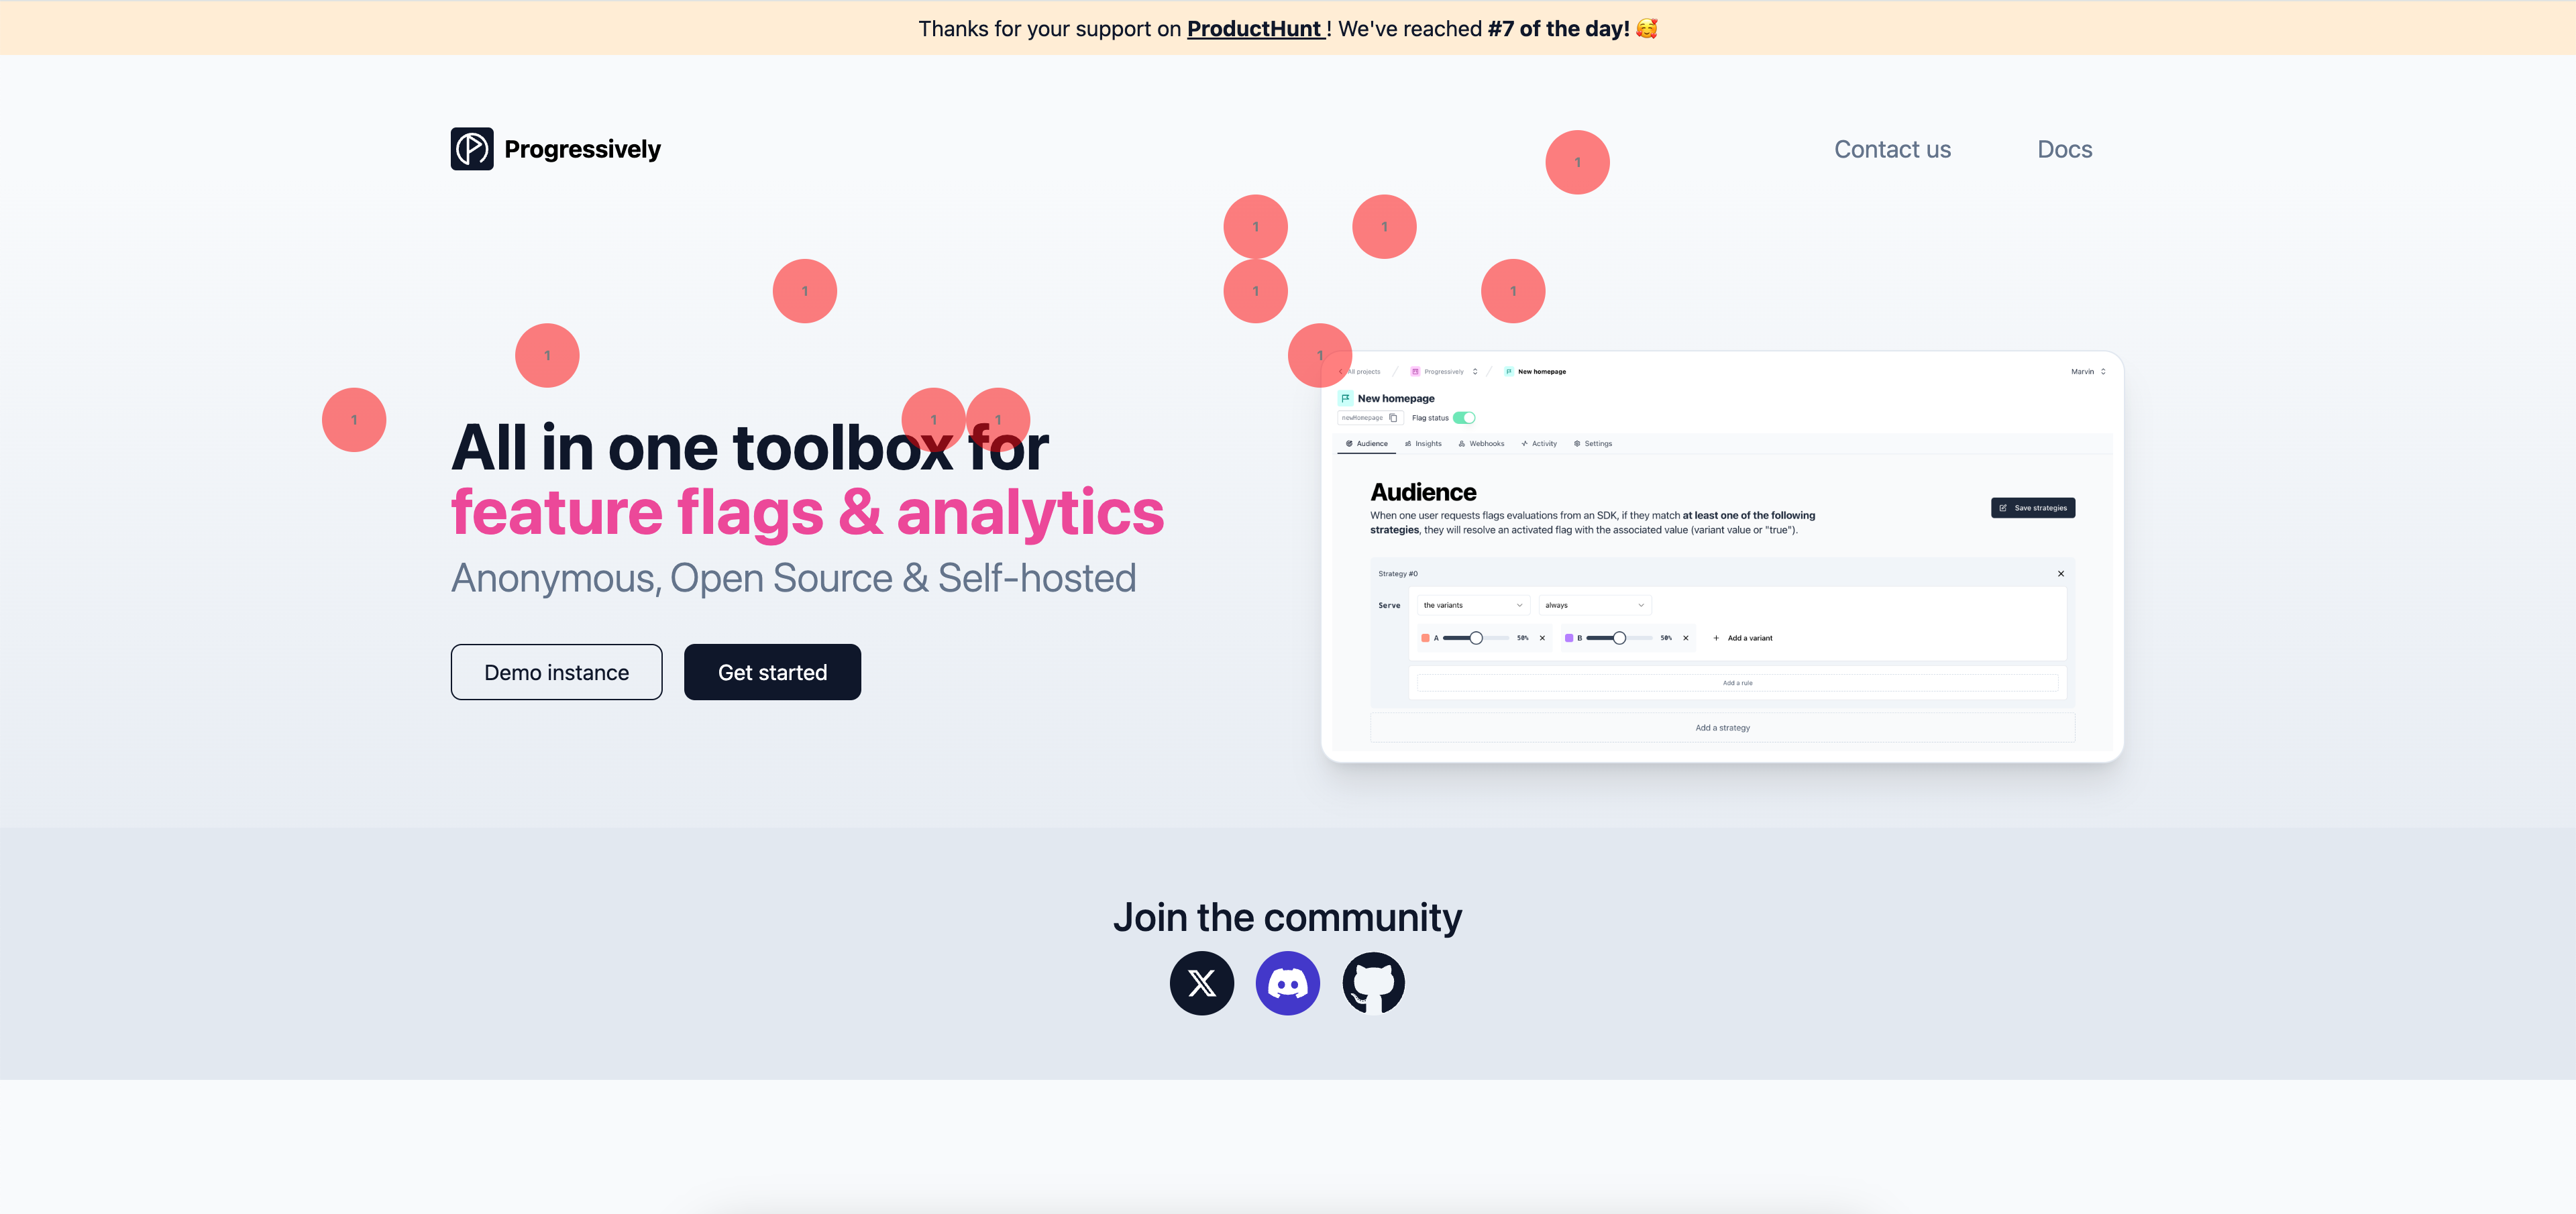 Thanks for your support on ProductHunt ! We've reached #7 of the day! 🥰
Progressively
Contact us
Docs
1
1
1
1
1
1
1
1
1
1
1
All in one toolbox for
feature flags & analytics
Anonymous, Open Source & Self-hosted
Demo instance
Get started
All projects
Progressively
New homepage
Marvin
New homepage
newHomepage
Flag status
Audience
Insights
Webhooks
Activity
Settings
Audience
When one user requests flags evaluations from an SDK, if they match at least one of the following
strategies, they will resolve an activated flag with the associated value (variant value or "true").
Save strategies
Strategy #0
Serve
the variants
always
A
50%
B
50%
Add a variant
Add a rule
Add a strategy
Join the community